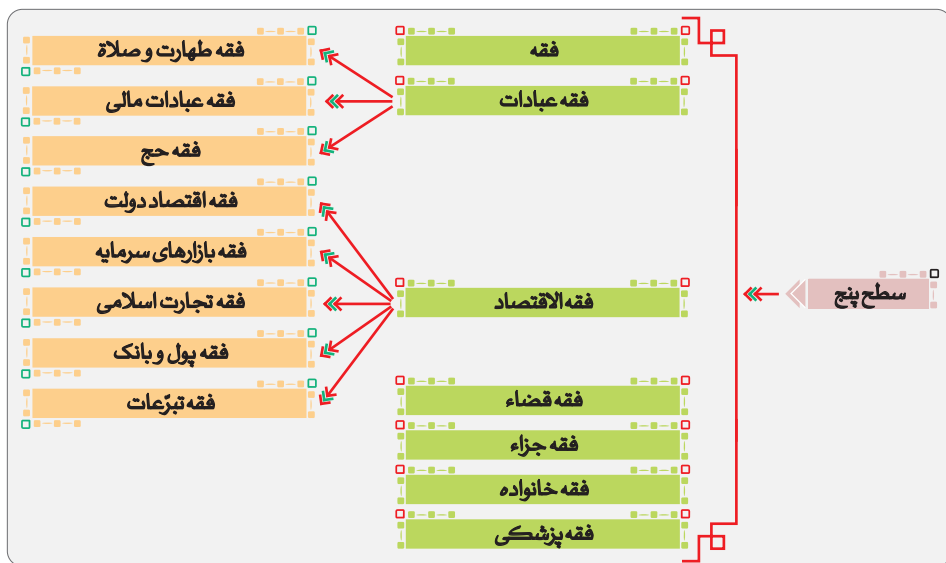 سطح پنج
فقه
فقه عبادات
فقه طهارت و صلاة
فقه عبادات مالی
فقه حج
فقه الاقتصاد
فقه اقتصاد دولت
فقه بازارهای سرمایه
فقه تجارت اسلامی
فقه پول و بانک
فقه تبرّعات
فقه قضاء
فقه جزاء
فقه خانواده
فقه پزشکی